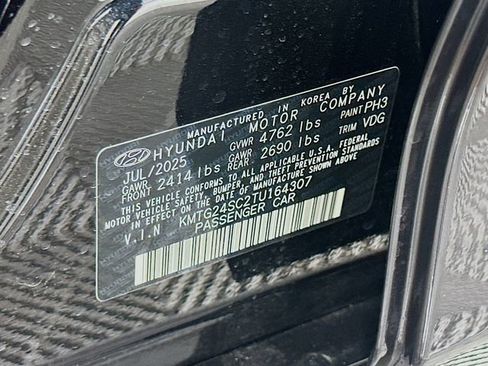 MANUFACTURED IN KOREA BY
HYUNDAI MOTOR COMPANY
JUL/2025 GVWR 4762 lbs PAINT PH3
GAWR FRONT 2414 lbs GAWR REAR 2690 lbs TRIM VDG
THIS VEHICLE CONFORMS TO ALL APPLICABLE U.S.A. FEDERAL
MOTOR VEHICLE SAFETY, BUMPER, AND THEFT PREVENTION STANDARDS
IN EFFECT ON THE DATE OF MANUFACTURE SHOWN ABOVE.
V.I.N KMTG24SC2TU164307
PASSENGER CAR